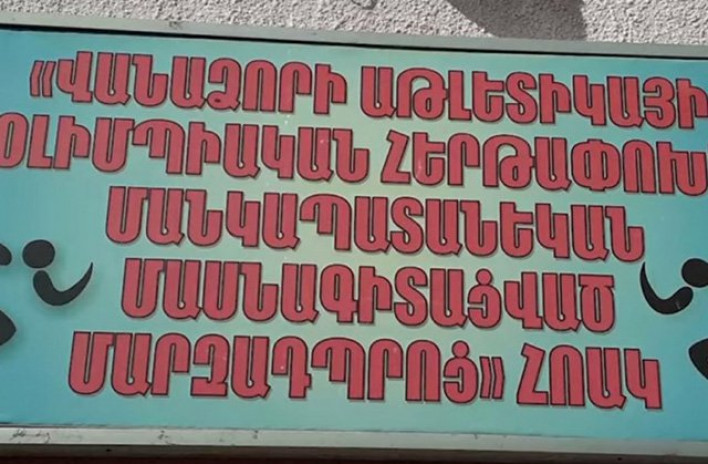 «ՎԱՆԱՁՈՐԻ ԱԹԼԵՏԻԿԱՅԻ
ՕԼԻՄՊԻԱԿԱՆ ՀԵՐԹԱՓՈԽ
ՄԱՆԿԱՊԱՏԱՆԵԿԱՆ
ՄԱՍՆԱԳԻՏԱՑՎԱԾ
ՄԱՐԶԱԴՊՐՈՑ» ՀՈԱԿ